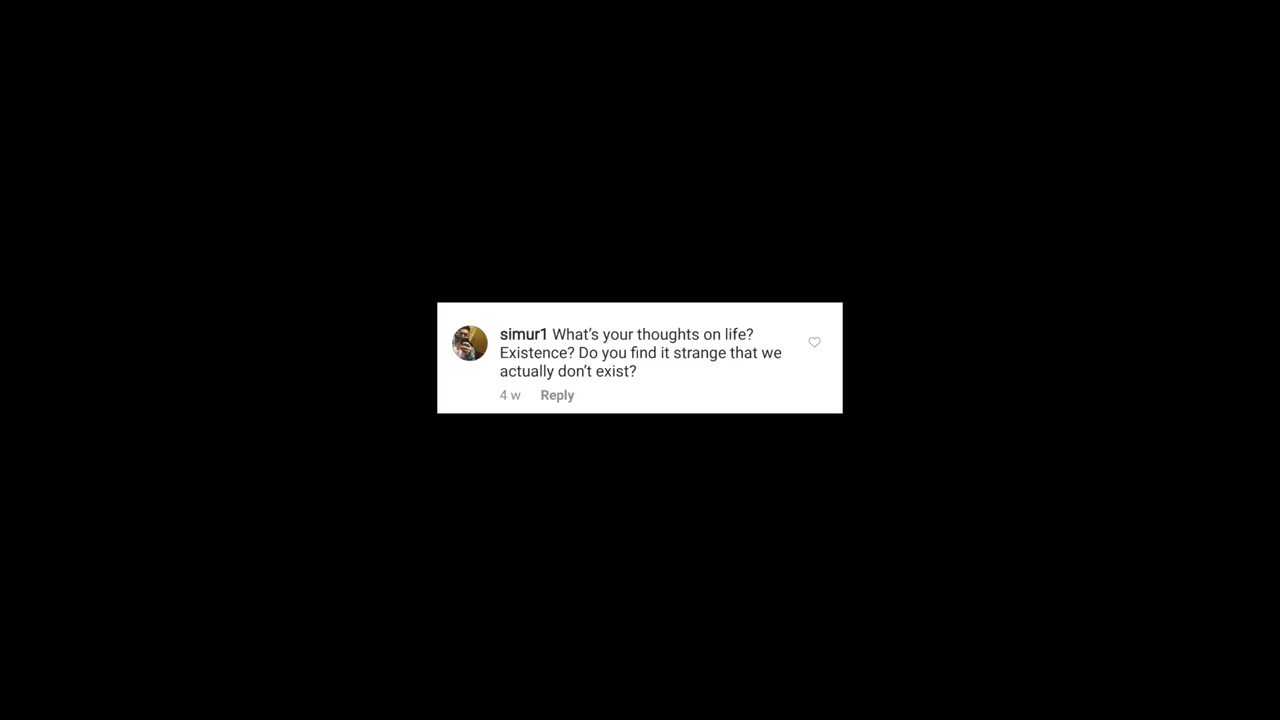 simur1 What's your thoughts on life?
Existence? Do you find it strange that we
actually don't exist?
4 w Reply